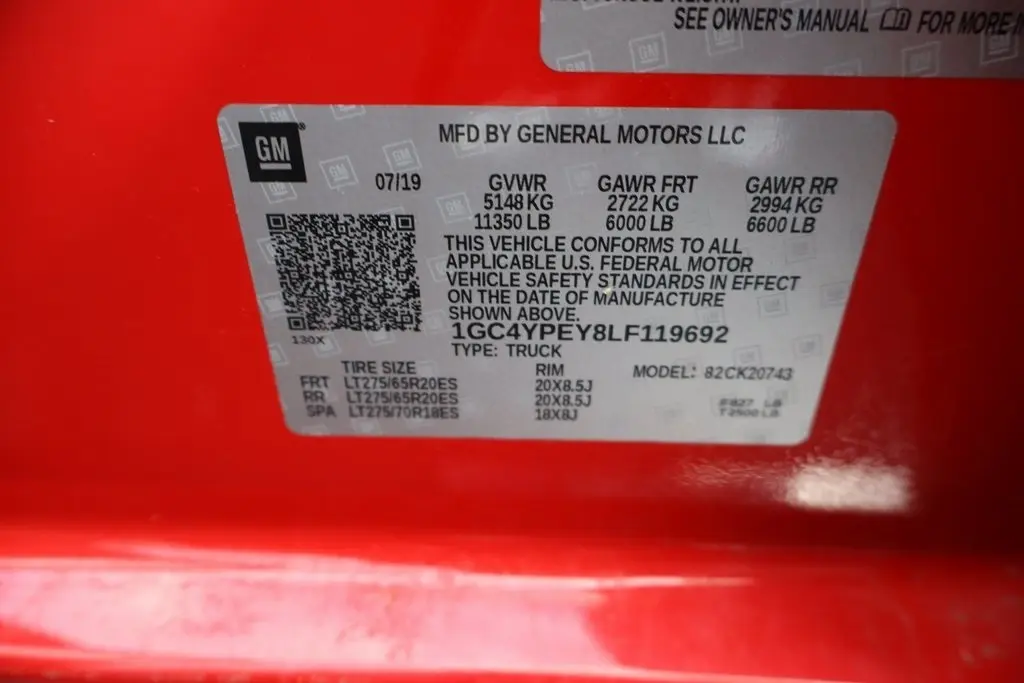 SEE OWNER'S MANUAL FOR MORE
GM
MFD BY GENERAL MOTORS LLC
07/19 GVWR GAWR FRT GAWR RR
5148 KG 2722 KG 2994 KG
11350 LB 6000 LB 6600 LB
THIS VEHICLE CONFORMS TO ALL
APPLICABLE U.S. FEDERAL MOTOR
VEHICLE SAFETY STANDARDS IN EFFECT
ON THE DATE OF MANUFACTURE
SHOWN ABOVE.
130X
1GC4YPEY8LF119692
TYPE: TRUCK
TIRE SIZE RIM MODEL: 82CK20743
FRT LT275/65R20ES 20X8.5J
RR LT275/65R20ES 20X8.5J
SPA LT275/70R18ES 18X8J
LB
T2500 LB